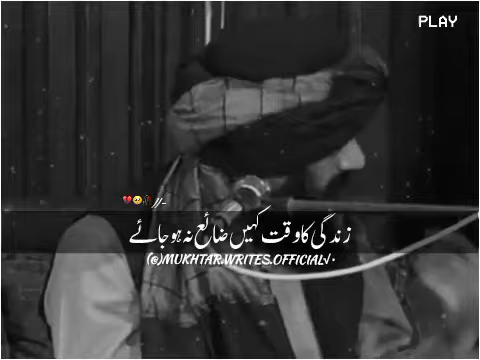 PLAY
💔🥺🥀//_
زندگی کا وقت کہیں ضائع نہ ہو جائے
(@)MUKHTAR.WRITES.OFFICIAL√•